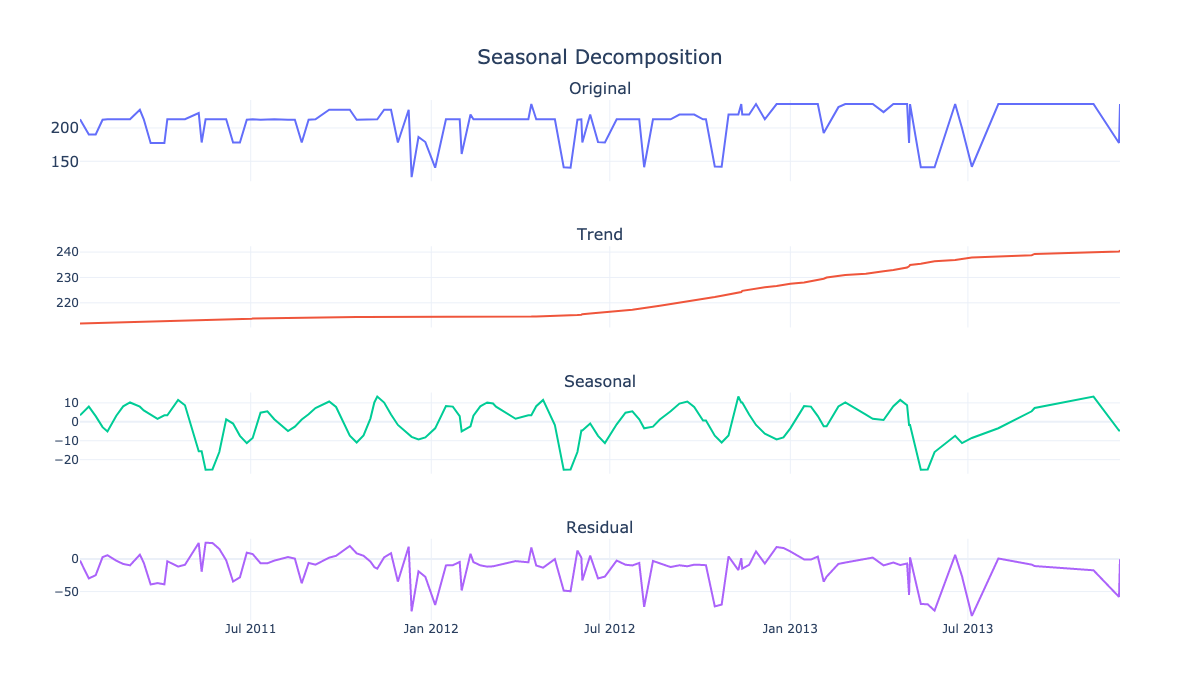 Seasonal Decomposition
Original
200
150
Trend
240
230
220
Seasonal
10
0
−10
−20
Residual
0
−50
Jul 2011
Jan 2012
Jul 2012
Jan 2013
Jul 2013